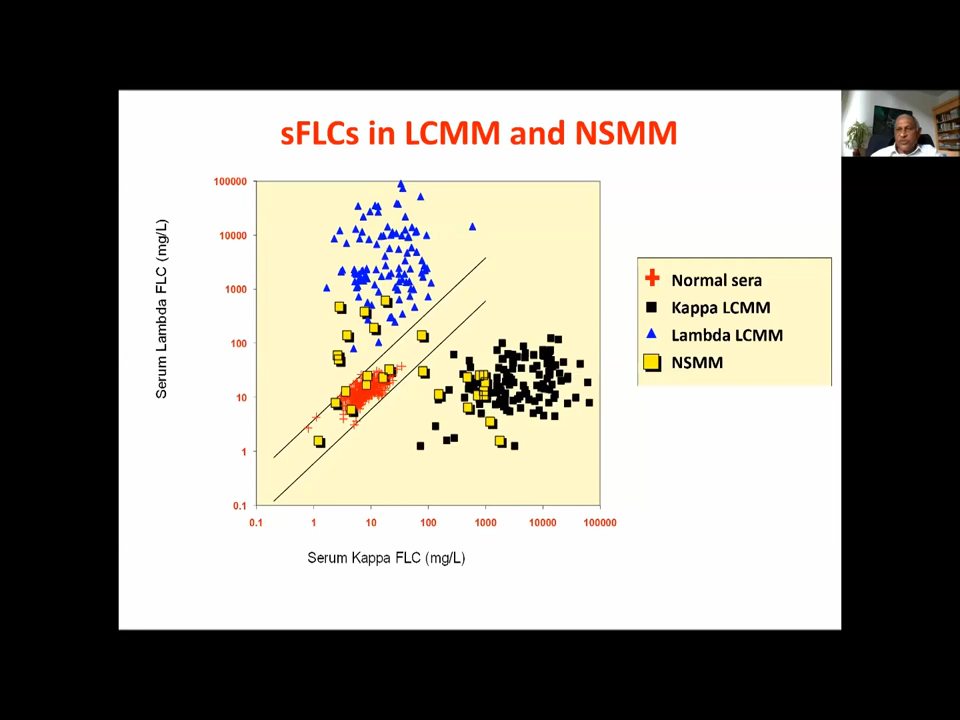 sFLCs in LCMM and NSMM
Serum Lambda FLC (mg/L)
100000
10000
1000
100
10
1
0.1
0.1 1 10 100 1000 10000 100000
Serum Kappa FLC (mg/L)
Normal sera
Kappa LCMM
Lambda LCMM
NSMM